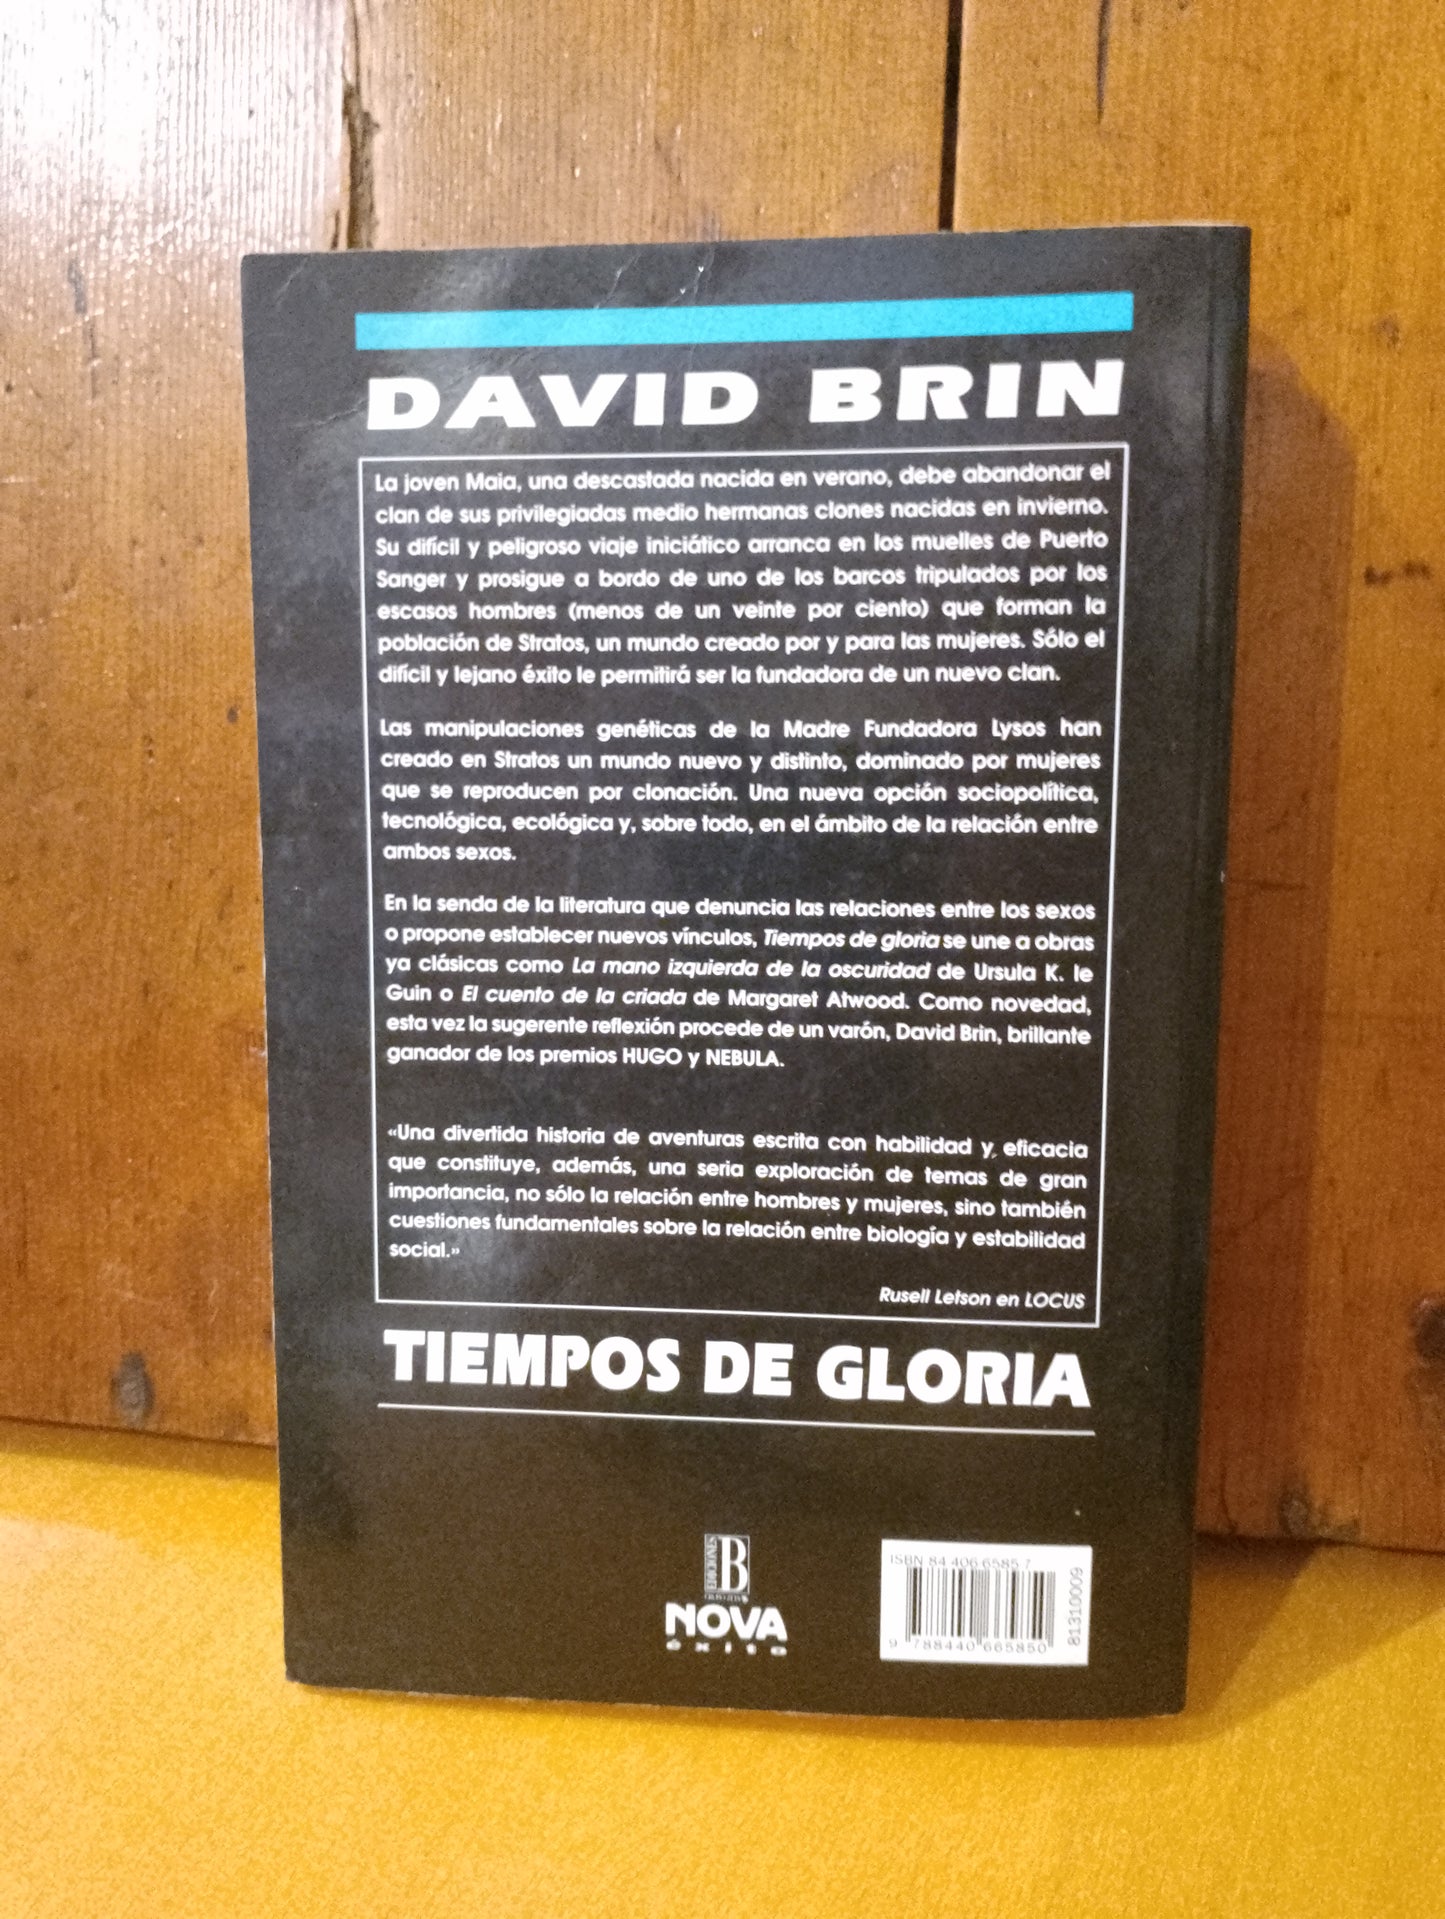 DAVID BRIN
La joven Maia, una descastada nacida en verano, debe abandonar el
clan de sus privilegiadas medio hermanas clones nacidas en invierno.
Su difícil y peligroso viaje iniciático arranca en los muelles de Puerto
Sanger y prosigue a bordo de uno de los barcos tripulados por los
escasos hombres (menos de un veinte por ciento) que forman la
población de Stratos, un mundo creado por y para las mujeres. Sólo el
difícil y lejano éxito le permitirá ser la fundadora de un nuevo clan.
Las manipulaciones genéticas de la Madre Fundadora Lysos han
creado en Stratos un mundo nuevo y distinto, dominado por mujeres
que se reproducen por clonación. Una nueva opción sociopolítica,
tecnológica, ecológica y, sobre todo, en el ámbito de la relación entre
ambos sexos.
En la senda de la literatura que denuncia las relaciones entre los sexos
o propone establecer nuevos vínculos, Tiempos de gloria se une a obras
ya clásicas como La mano izquierda de la oscuridad de Ursula K. le
Guin o El cuento de la criada de Margaret Atwood. Como novedad,
esta vez la sugerente reflexión procede de un varón, David Brin, brillante
ganador de los premios HUGO y NEBULA.
«Una divertida historia de aventuras escrita con habilidad y eficacia
que constituye, además, una seria exploración de temas de gran
importancia, no sólo la relación entre hombres y mujeres, sino también
cuestiones fundamentales sobre la relación entre biología y estabilidad
social.»
Rusell Letson en LOCUS
TIEMPOS DE GLORIA
EDICIONES
B
NOVA
éxito
ISBN 84 406 6585 7
9 788440 665850
81310009